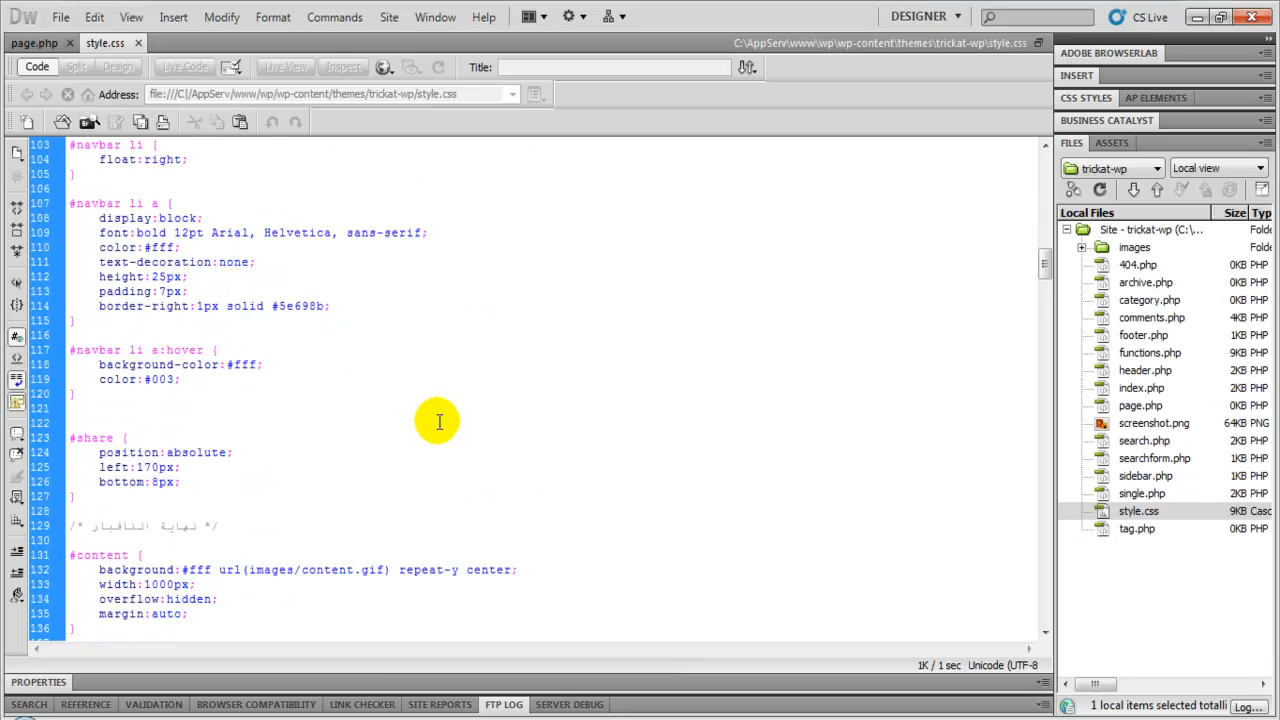 Dw File Edit View Insert Modify Format Commands Site Window Help DESIGNER CS Live
page.php style.css C:\AppServ\www\wp\wp-content\themes\trickat-wp\style.css
Code Split Design Live Code Live View Inspect Title:
Address: file:///C|/AppServ/www/wp/wp-content/themes/trickat-wp/style.css
103 #navbar li {
104 float:right;
105 }
106
107 #navbar li a {
108 display:block;
109 font:bold 12pt Arial, Helvetica, sans-serif;
110 color:#fff;
111 text-decoration:none;
112 height:25px;
113 padding:7px;
114 border-right:1px solid #5e698b;
115 }
116
117 #navbar li a:hover {
118 background-color:#fff;
119 color:#003;
120 }
121
122
123 #share {
124 position:absolute;
125 left:170px;
126 bottom:8px;
127 }
128
129 /* نهاية النافبار */
130
131 #content {
132 background:#fff url(images/content.gif) repeat-y center;
133 width:1000px;
134 overflow:hidden;
135 margin:auto;
136 }
1K / 1 sec Unicode (UTF-8
PROPERTIES
SEARCH REFERENCE VALIDATION BROWSER COMPATIBILITY LINK CHECKER SITE REPORTS FTP LOG SERVER DEBUG
ADOBE BROWSERLAB
INSERT
CSS STYLES AP ELEMENTS
BUSINESS CATALYST
FILES ASSETS
trickat-wp Local view
Local Files Size Typ
Site - trickat-wp (C:\... Folde
images Folde
404.php 0KB PHP
archive.php 0KB PHP
category.php 0KB PHP
comments.php 4KB PHP
footer.php 0KB PHP
functions.php 9KB PHP
header.php 2KB PHP
index.php 2KB PHP
page.php 0KB PHP
screenshot.png 64KB PNG
search.php 2KB PHP
searchform.php 1KB PHP
sidebar.php 1KB PHP
single.php 2KB PHP
style.css 9KB Casc
tag.php 0KB PHP
1 local items selected totalli Log...